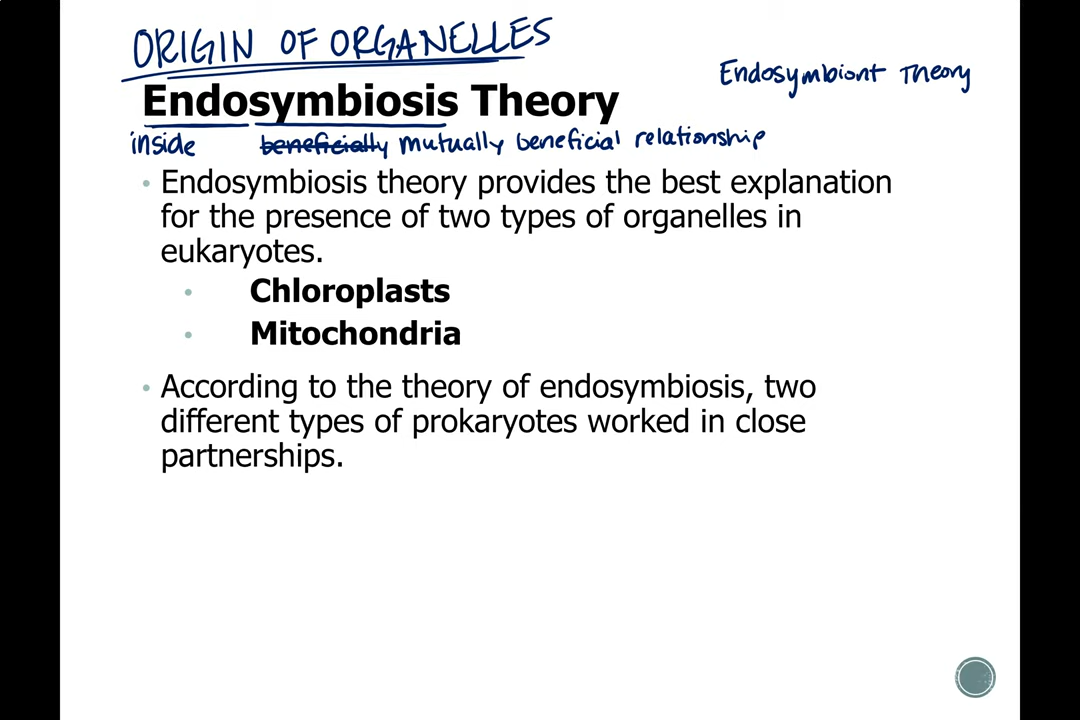 ORIGIN OF ORGANELLES
Endosymbiont Theory
Endosymbiosis Theory
inside beneficially mutually beneficial relationship
• Endosymbiosis theory provides the best explanation
for the presence of two types of organelles in
eukaryotes.
• Chloroplasts
• Mitochondria
• According to the theory of endosymbiosis, two
different types of prokaryotes worked in close
partnerships.